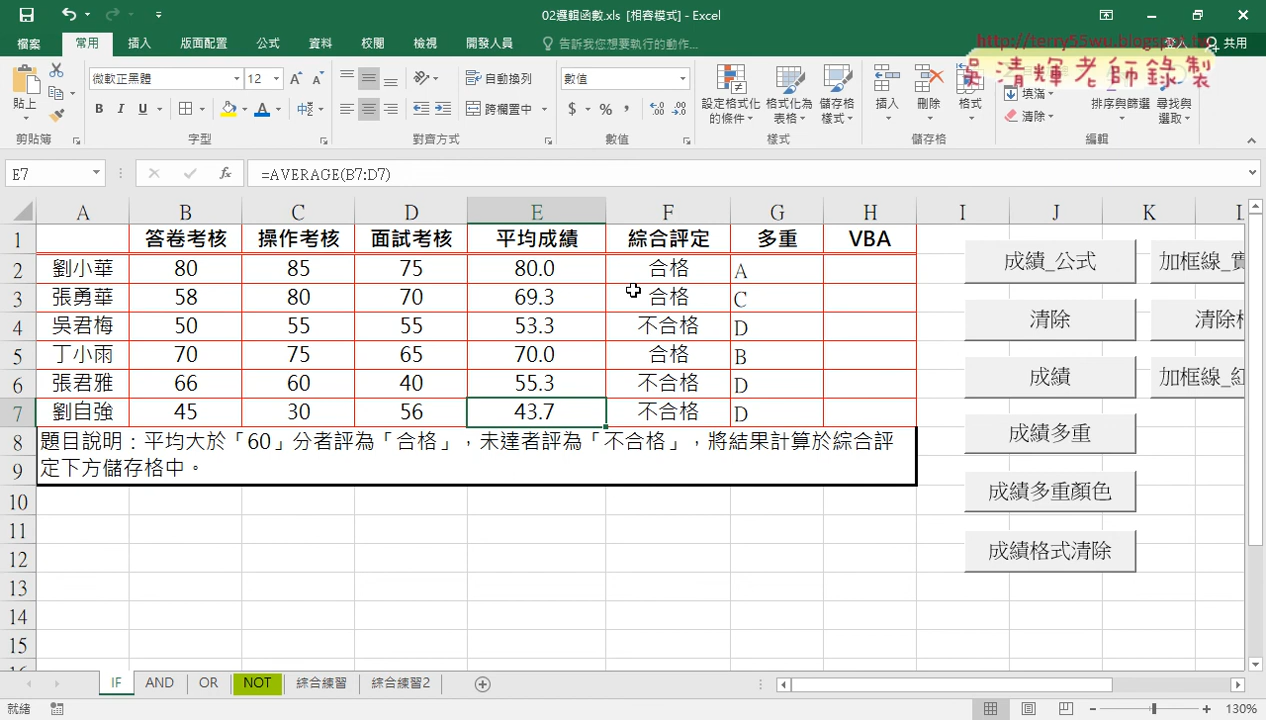 02邏輯函數.xls [相容模式] - Excel
http://terry55wu.blogspot.tw
吳清輝老師錄製
檔案 常用 插入 版面配置 公式 資料 校閱 檢視 開發人員 告訴我您想要執行的動作... 登入 共用
貼上 微軟正黑體 12 自動換列 數值 設定格式化的條件 格式化為表格 儲存格樣式 插入 刪除 格式 填滿 排序與篩選 尋找與選取
B I U 跨欄置中 $ % 清除
剪貼簿 字型 對齊方式 數值 樣式 儲存格 編輯
E7 fx =AVERAGE(B7:D7)
A B C D E F G H I J K L
1 答卷考核 操作考核 面試考核 平均成績 綜合評定 多重 VBA
2 劉小華 80 85 75 80.0 合格 A
3 張勇華 58 80 70 69.3 合格 C
4 吳君梅 50 55 55 53.3 不合格 D
5 丁小雨 70 75 65 70.0 合格 B
6 張君雅 66 60 40 55.3 不合格 D
7 劉自強 45 30 56 43.7 不合格 D
8 題目說明：平均大於「60」分者評為「合格」，未達者評為「不合格」，將結果計算於綜合評
9 定下方儲存格中。
10
11
12
13
14
15
成績_公式 加框線_
清除 清除
成績 加框線_紅
成績多重
成績多重顏色
成績格式清除
IF AND OR NOT 綜合練習 綜合練習2
就緒 130%